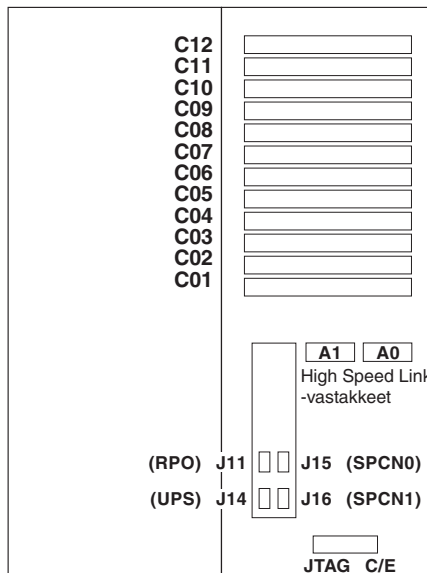 C12
C11
C10
C09
C08
C07
C06
C05
C04
C03
C02
C01
A1 A0
High Speed Link
-vastakkeet
(RPO) J11 J15 (SPCN0)
(UPS) J14 J16 (SPCN1)
JTAG C/E